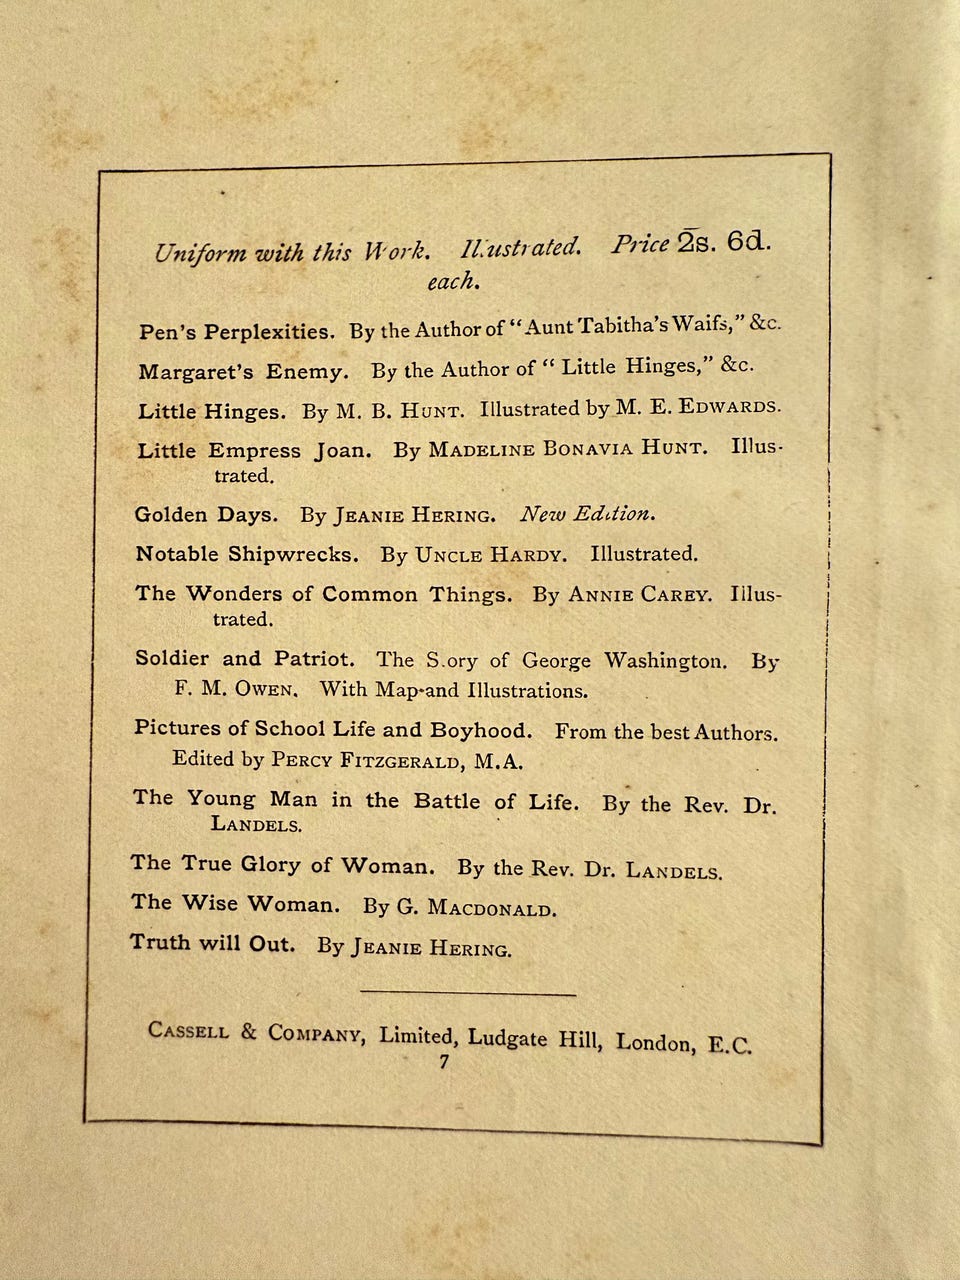 Uniform with this Work. Illustrated. Price 2s. 6d.
each.
Pen's Perplexities. By the Author of "Aunt Tabitha's Waifs," &c.
Margaret's Enemy. By the Author of "Little Hinges," &c.
Little Hinges. By M. B. HUNT. Illustrated by M. E. EDWARDS.
Little Empress Joan. By MADELINE BONAVIA HUNT. Illus-
trated.
Golden Days. By JEANIE HERING. New Edition.
Notable Shipwrecks. By UNCLE HARDY. Illustrated.
The Wonders of Common Things. By ANNIE CAREY. Illus-
trated.
Soldier and Patriot. The S.ory of George Washington. By
F. M. OWEN. With Map and Illustrations.
Pictures of School Life and Boyhood. From the best Authors.
Edited by PERCY FITZGERALD, M.A.
The Young Man in the Battle of Life. By the Rev. Dr.
LANDELS.
The True Glory of Woman. By the Rev. Dr. LANDELS.
The Wise Woman. By G. MACDONALD.
Truth will Out. By JEANIE HERING.
CASSELL & COMPANY, Limited, Ludgate Hill, London, E.C.
7